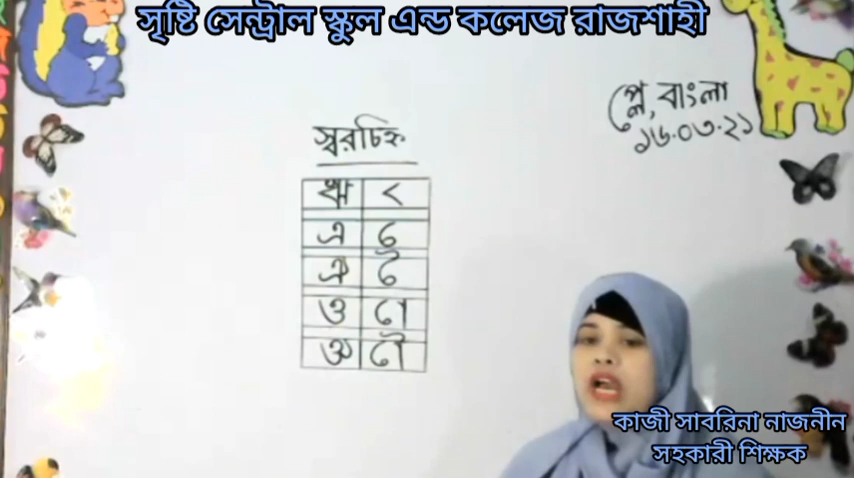 সৃষ্টি সেন্ট্রাল স্কুল এন্ড কলেজ রাজশাহী
প্লে, বাংলা
১৬.০৩.২১
স্বরচিহ্ন
ঋ ৃ
এ ে
ঐ ৈ
ও ো
ঔ ৌ
কাজী সাবরিনা নাজনীন
সহকারী শিক্ষক